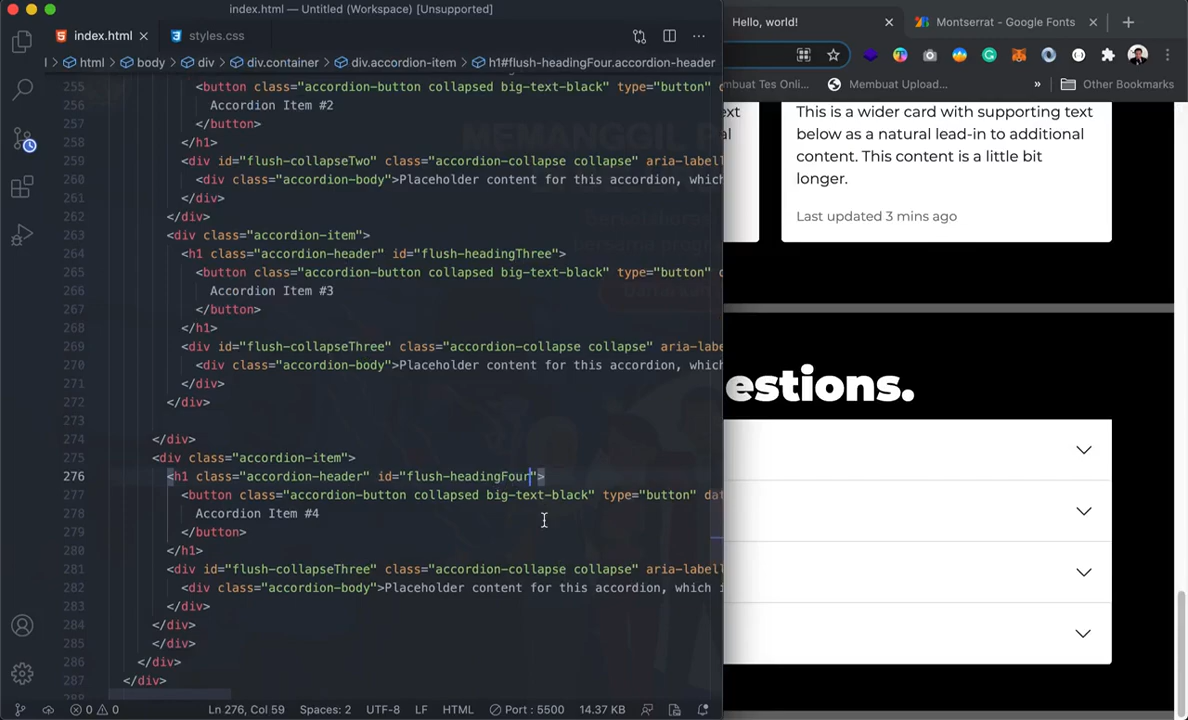 index.html — Untitled (Workspace) [Unsupported]
index.html
styles.css
html
body
div
div.container
div.accordion-item
h1#flush-headingFour.accordion-header
255 <button class="accordion-button collapsed big-text-black" type="button"
256 Accordion Item #2
257 </button>
258 </h1>
259 <div id="flush-collapseTwo" class="accordion-collapse collapse" aria-labell
260 <div class="accordion-body">Placeholder content for this accordion, which
261 </div>
262 </div>
263 <div class="accordion-item">
264 <h1 class="accordion-header" id="flush-headingThree">
265 <button class="accordion-button collapsed big-text-black" type="button"
266 Accordion Item #3
267 </button>
268 </h1>
269 <div id="flush-collapseThree" class="accordion-collapse collapse" aria-labell
270 <div class="accordion-body">Placeholder content for this accordion, which
271 </div>
272 </div>
273
274 </div>
275 <div class="accordion-item">
276 <h1 class="accordion-header" id="flush-headingFour">
277 <button class="accordion-button collapsed big-text-black" type="button" dat
278 Accordion Item #4
279 </button>
280 </h1>
281 <div id="flush-collapseThree" class="accordion-collapse collapse" aria-labell
282 <div class="accordion-body">Placeholder content for this accordion, which i
283 </div>
284 </div>
285 </div>
286 </div>
287 </div>
288
MEMANGGIL
bersama
0 0
Ln 276, Col 59
Spaces: 2
UTF-8
LF
HTML
Port : 5500
14.37 KB
Hello, world!
Montserrat - Google Fonts
embuat Tes Onli...
Membuat Upload...
»
Other Bookmarks
ext
al
This is a wider card with supporting text
below as a natural lead-in to additional
content. This content is a little bit
longer.
Last updated 3 mins ago
estions.